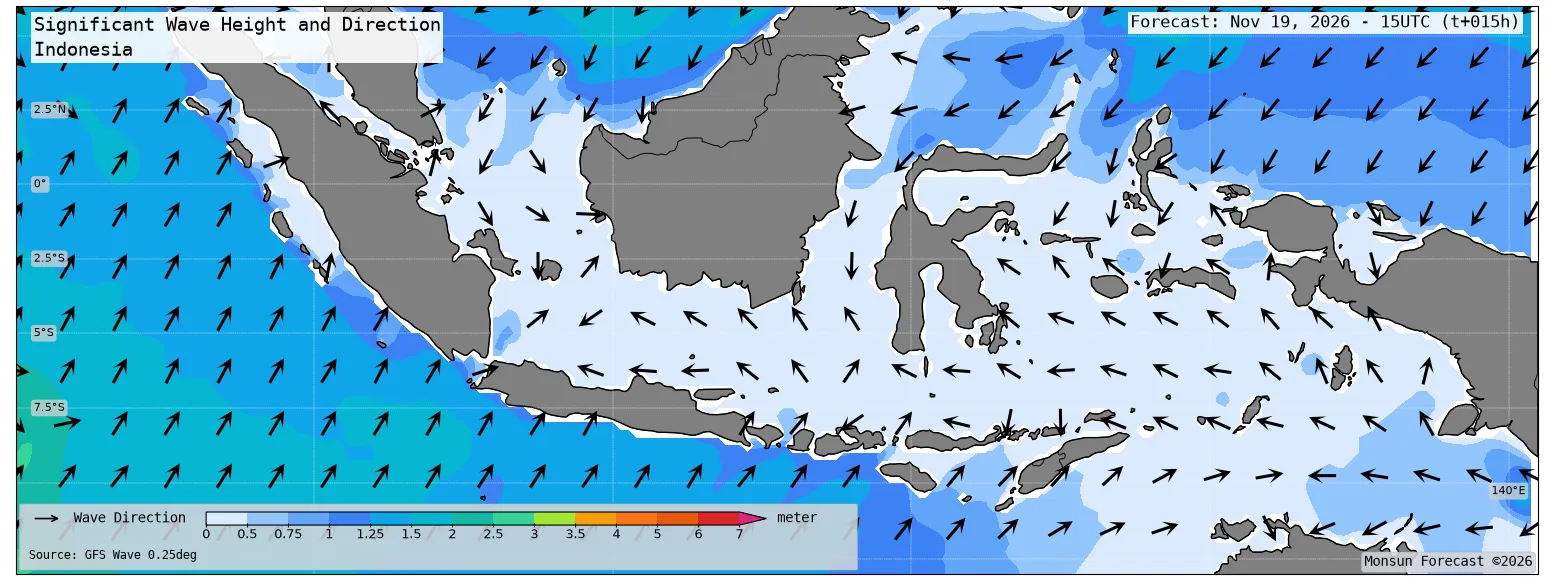 Significant Wave Height and Direction
Indonesia
Forecast: Nov 19, 2026 - 15UTC (t+015h)
2.5°N
0°
2.5°S
5°S
7.5°S
140°E
Wave Direction
0 0.5 0.75 1 1.25 1.5 2 2.5 3 3.5 4 5 6 7
meter
Source: GFS Wave 0.25deg
Monsun Forecast ©2026